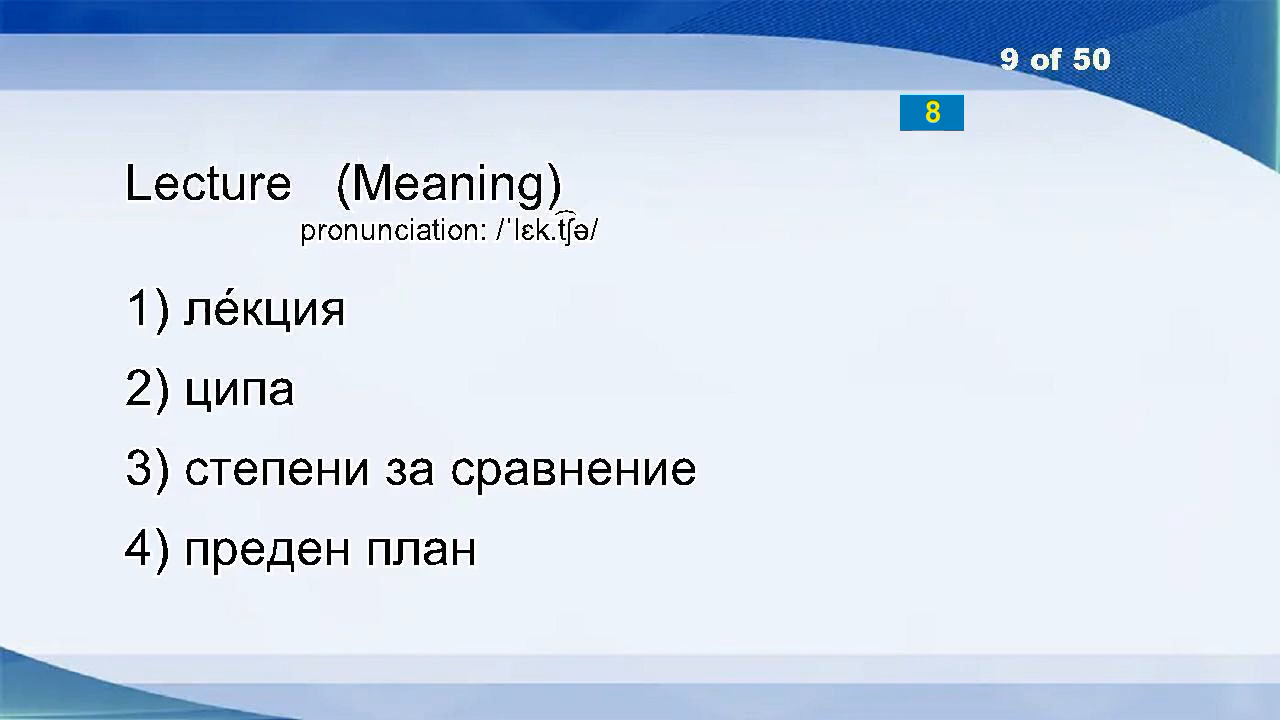 9 of 50
8
Lecture (Meaning)
pronunciation: /ˈlɛk.t͡ʃə/
1) ле́кция
2) ципа
3) степени за сравнение
4) преден план